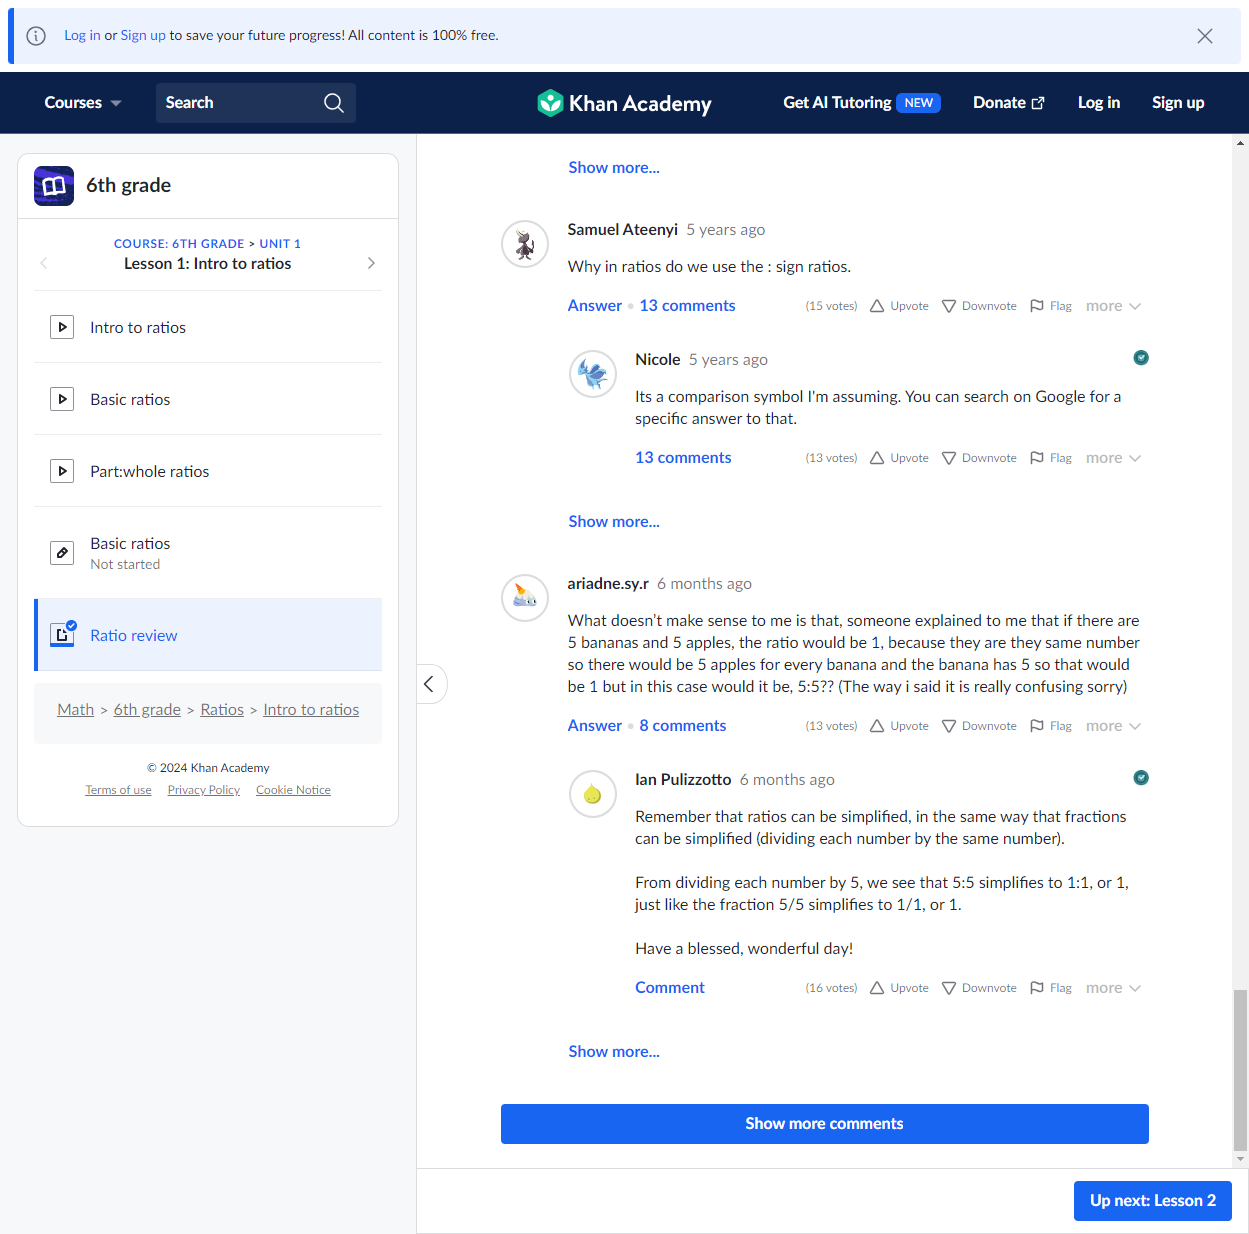 Log in or Sign up to save your future progress! All content is 100% free.
Courses
Search
Khan Academy
Get AI Tutoring NEW
Donate
Log in
Sign up
6th grade
COURSE: 6TH GRADE > UNIT 1
Lesson 1: Intro to ratios
Intro to ratios
Basic ratios
Part:whole ratios
Basic ratios
Not started
Ratio review
Math > 6th grade > Ratios > Intro to ratios
© 2024 Khan Academy
Terms of use Privacy Policy Cookie Notice
Show more...
Samuel Ateenyi 5 years ago
Why in ratios do we use the : sign ratios.
Answer • 13 comments (15 votes) Upvote Downvote Flag more
Nicole 5 years ago
Its a comparison symbol I'm assuming. You can search on Google for a
specific answer to that.
13 comments (13 votes) Upvote Downvote Flag more
Show more...
ariadne.sy.r 6 months ago
What doesn’t make sense to me is that, someone explained to me that if there are
5 bananas and 5 apples, the ratio would be 1, because they are they same number
so there would be 5 apples for every banana and the banana has 5 so that would
be 1 but in this case would it be, 5:5?? (The way i said it is really confusing sorry)
Answer • 8 comments (13 votes) Upvote Downvote Flag more
Ian Pulizzotto 6 months ago
Remember that ratios can be simplified, in the same way that fractions
can be simplified (dividing each number by the same number).
From dividing each number by 5, we see that 5:5 simplifies to 1:1, or 1,
just like the fraction 5/5 simplifies to 1/1, or 1.
Have a blessed, wonderful day!
Comment (16 votes) Upvote Downvote Flag more
Show more...
Show more comments
Up next: Lesson 2